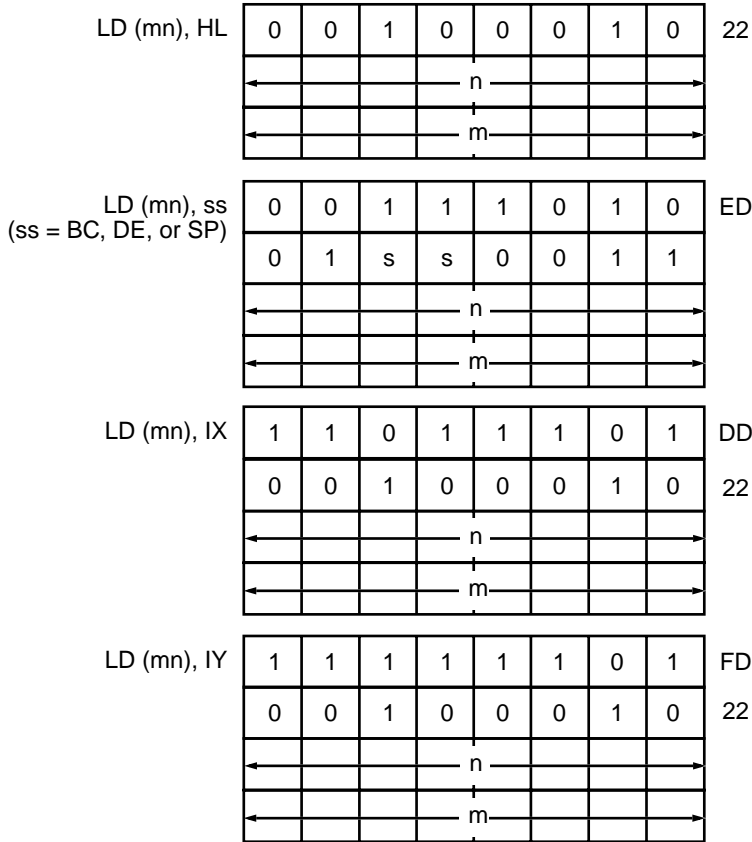 LD (mn), HL 0 0 1 0 0 0 1 0 22
n
m
LD (mn), ss 0 0 1 1 1 0 1 0 ED
(ss = BC, DE, or SP)
0 1 s s 0 0 1 1
n
m
LD (mn), IX 1 1 0 1 1 1 0 1 DD
0 0 1 0 0 0 1 0 22
n
m
LD (mn), IY 1 1 1 1 1 1 0 1 FD
0 0 1 0 0 0 1 0 22
n
m